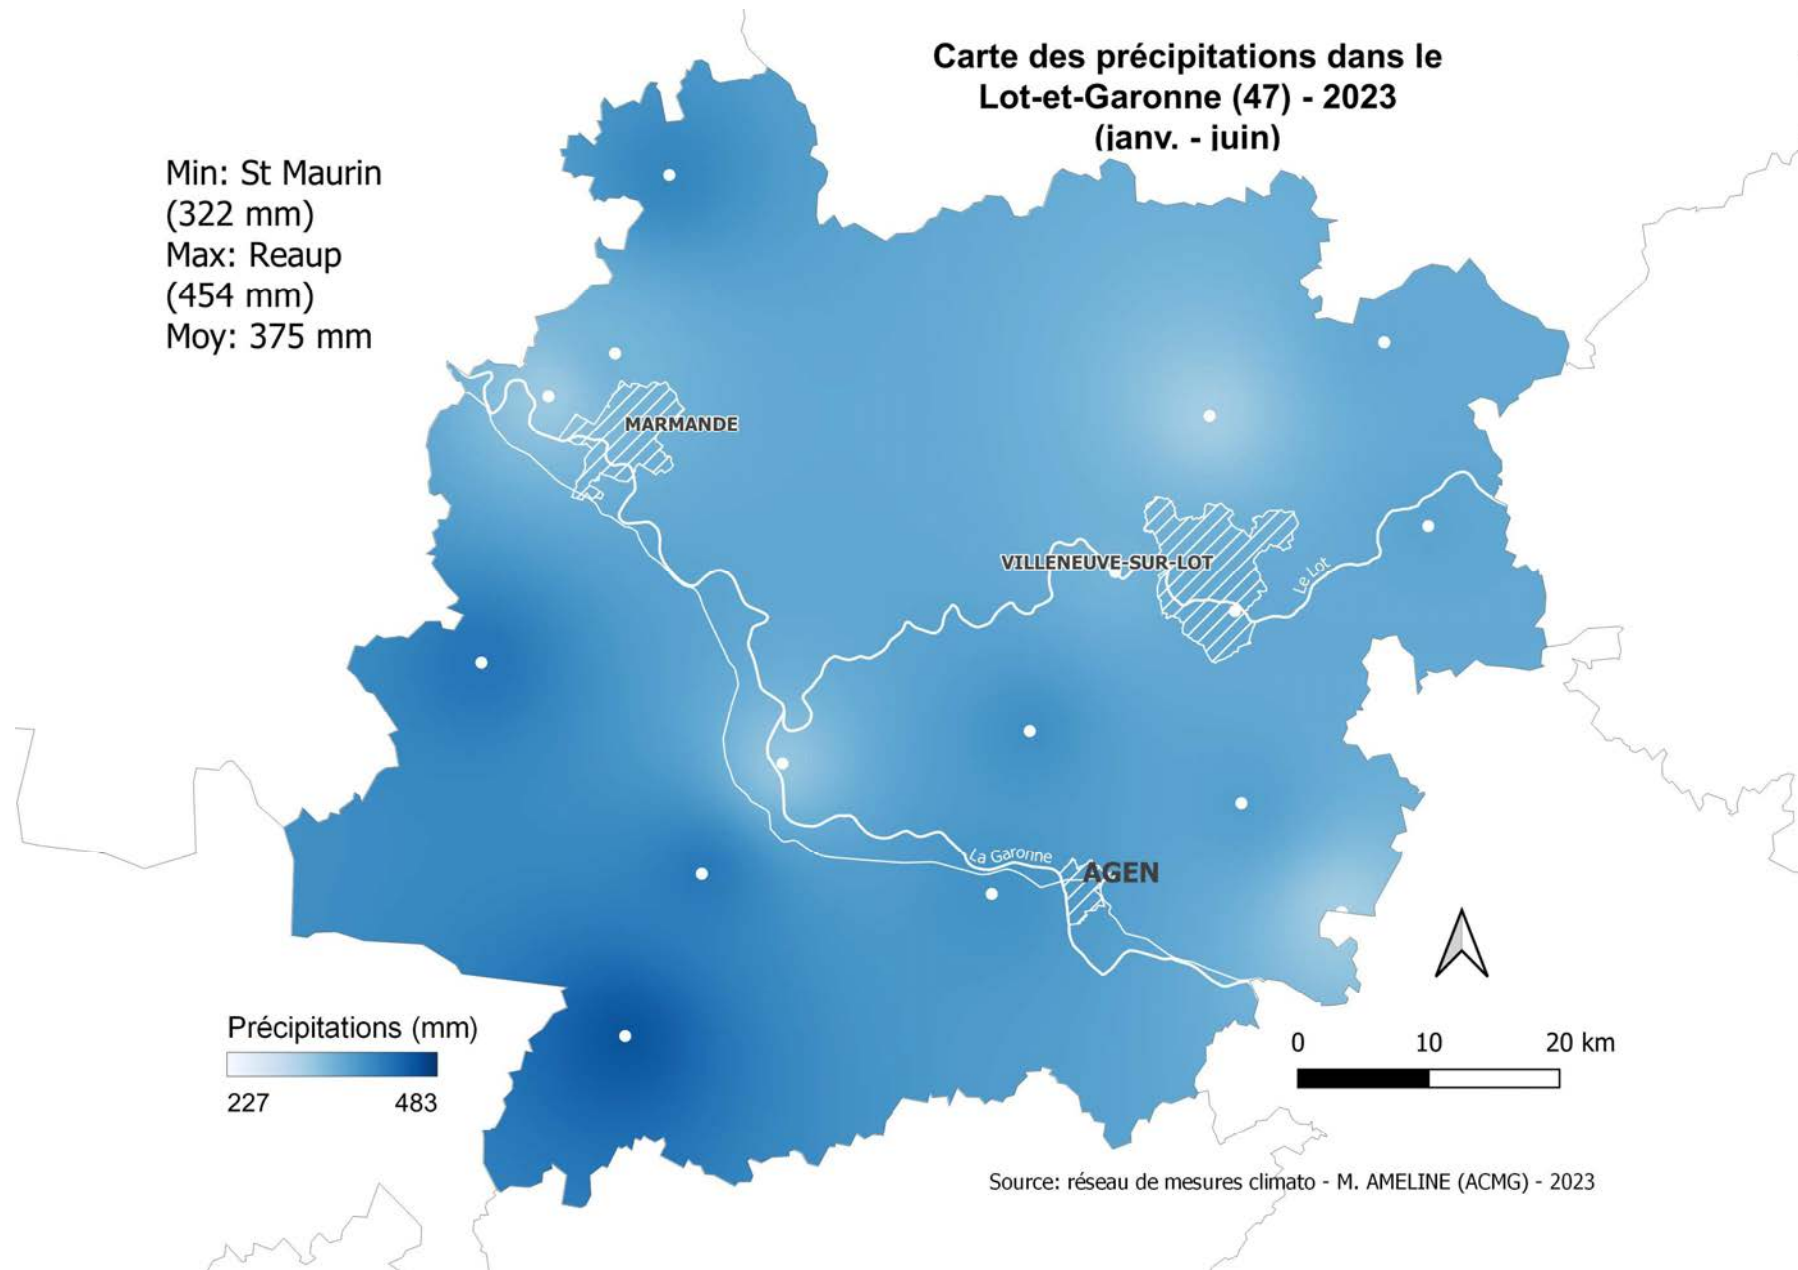 Carte des précipitations dans le
Lot-et-Garonne (47) - 2023
(janv. - juin)
Min: St Maurin
(322 mm)
Max: Reaup
(454 mm)
Moy: 375 mm
MARMANDE
VILLENEUVE-SUR-LOT
Le Lot
La Garonne
AGEN
Précipitations (mm)
227 483
0 10 20 km
Source: réseau de mesures climato - M. AMELINE (ACMG) - 2023